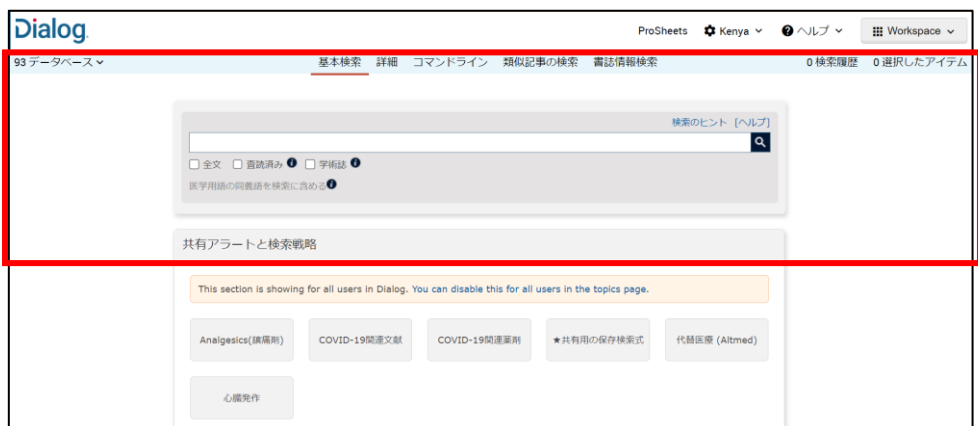 Dialog
ProSheets Kenya ヘルプ Workspace
93 データベース 基本検索 詳細 コマンドライン 類似記事の検索 書誌情報検索 0 検索履歴 0 選択したアイテム
検索のヒント [ヘルプ]
全文 査読済み 学術誌
医学用語の同義語を検索に含める
共有アラートと検索戦略
This section is showing for all users in Dialog. You can disable this for all users in the topics page.
Analgesics(鎮痛剤) COVID-19関連文献 COVID-19関連薬剤 ★共有用の保存検索式 代替医療 (Altmed)
心臓発作